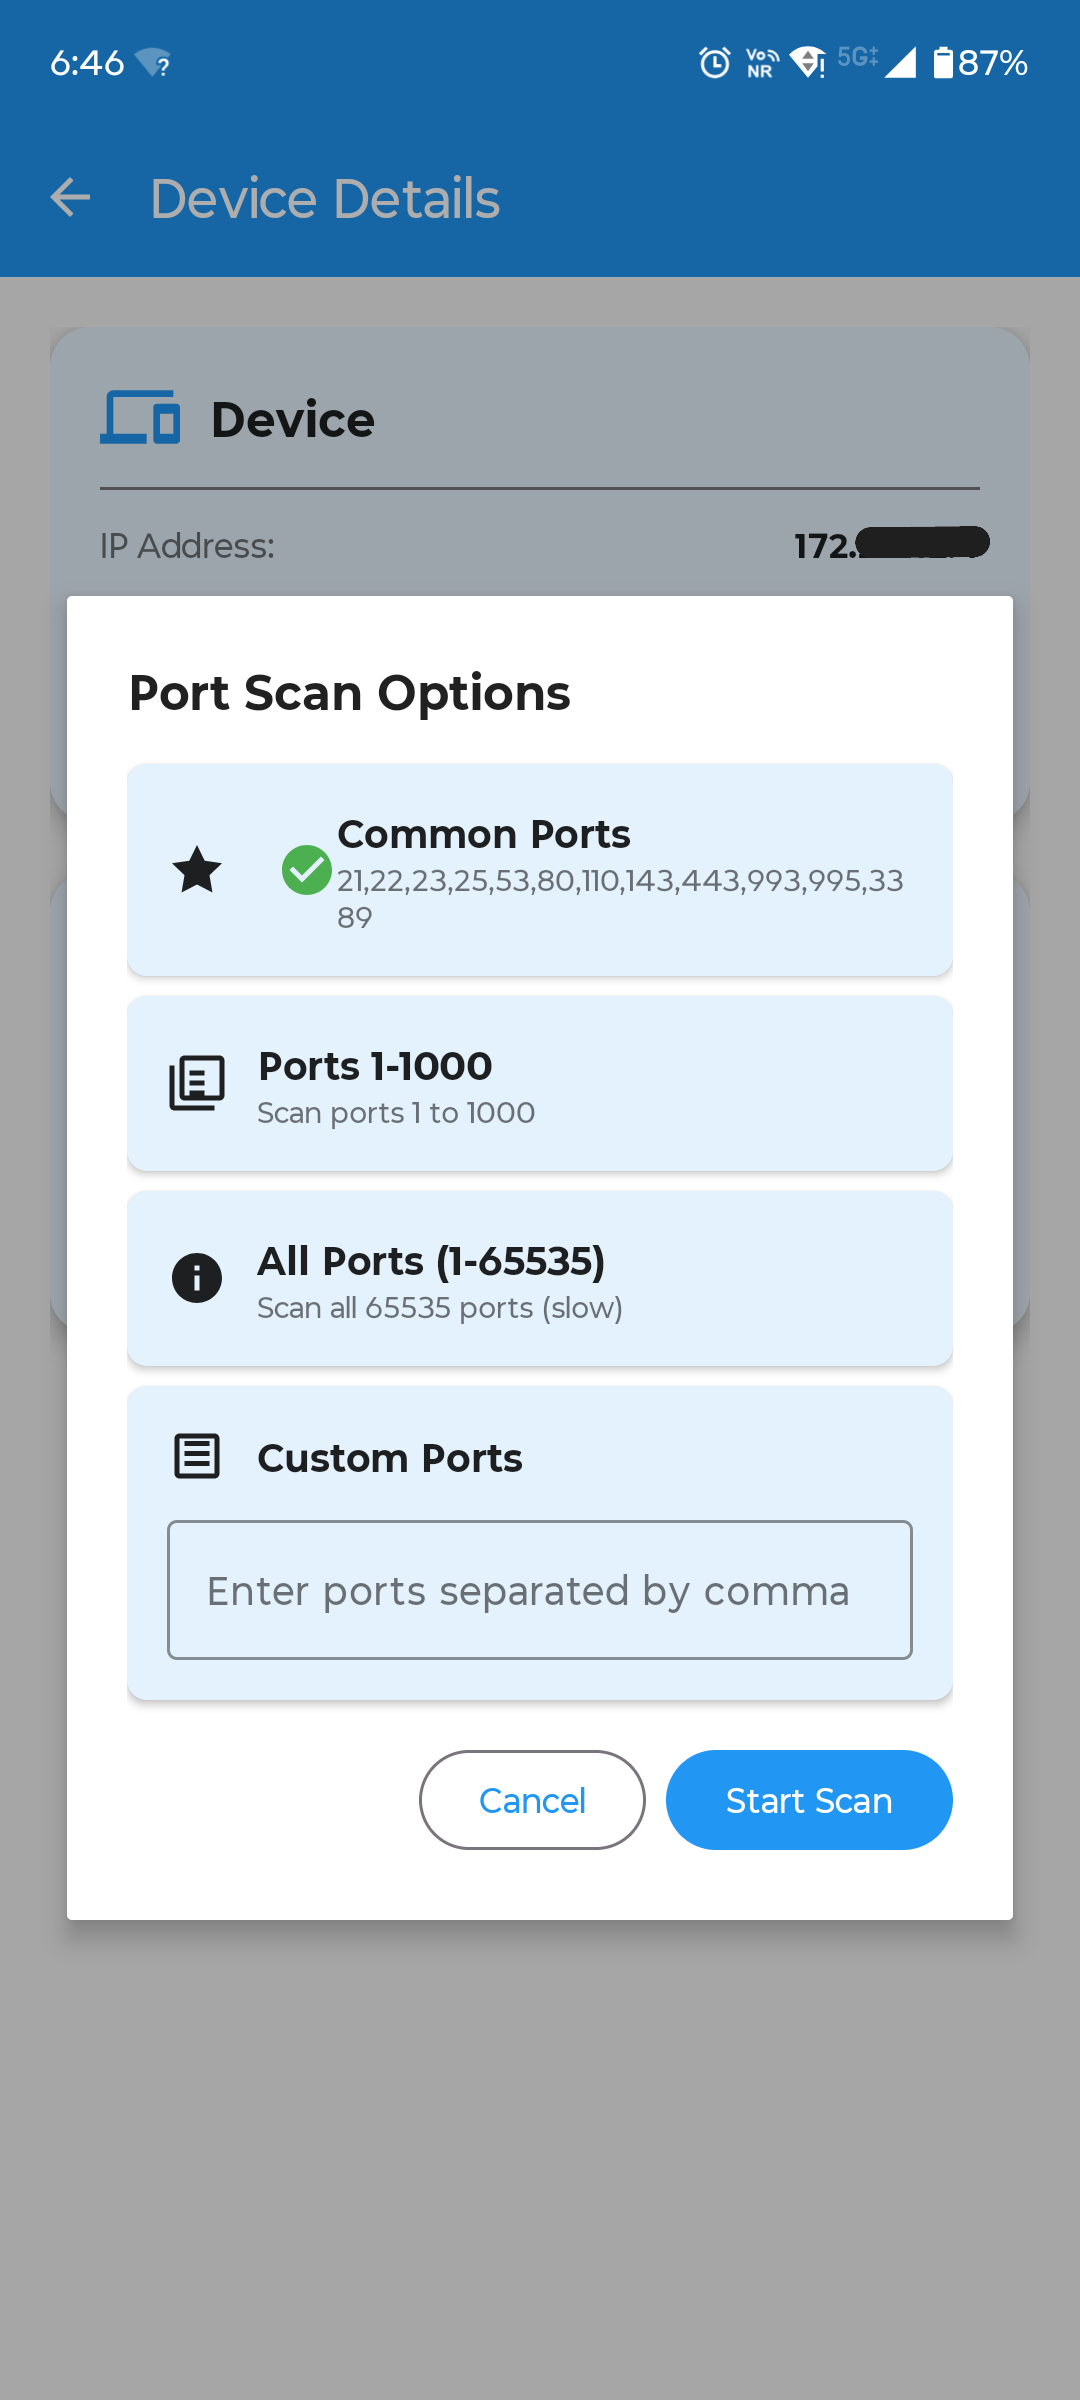 6:46
Vo NR
5G
87%
Device Details
Device
IP Address:
172.
Port Scan Options
Common Ports
21,22,23,25,53,80,110,143,443,993,995,33
89
Ports 1-1000
Scan ports 1 to 1000
All Ports (1-65535)
Scan all 65535 ports (slow)
Custom Ports
Enter ports separated by comma
Cancel
Start Scan